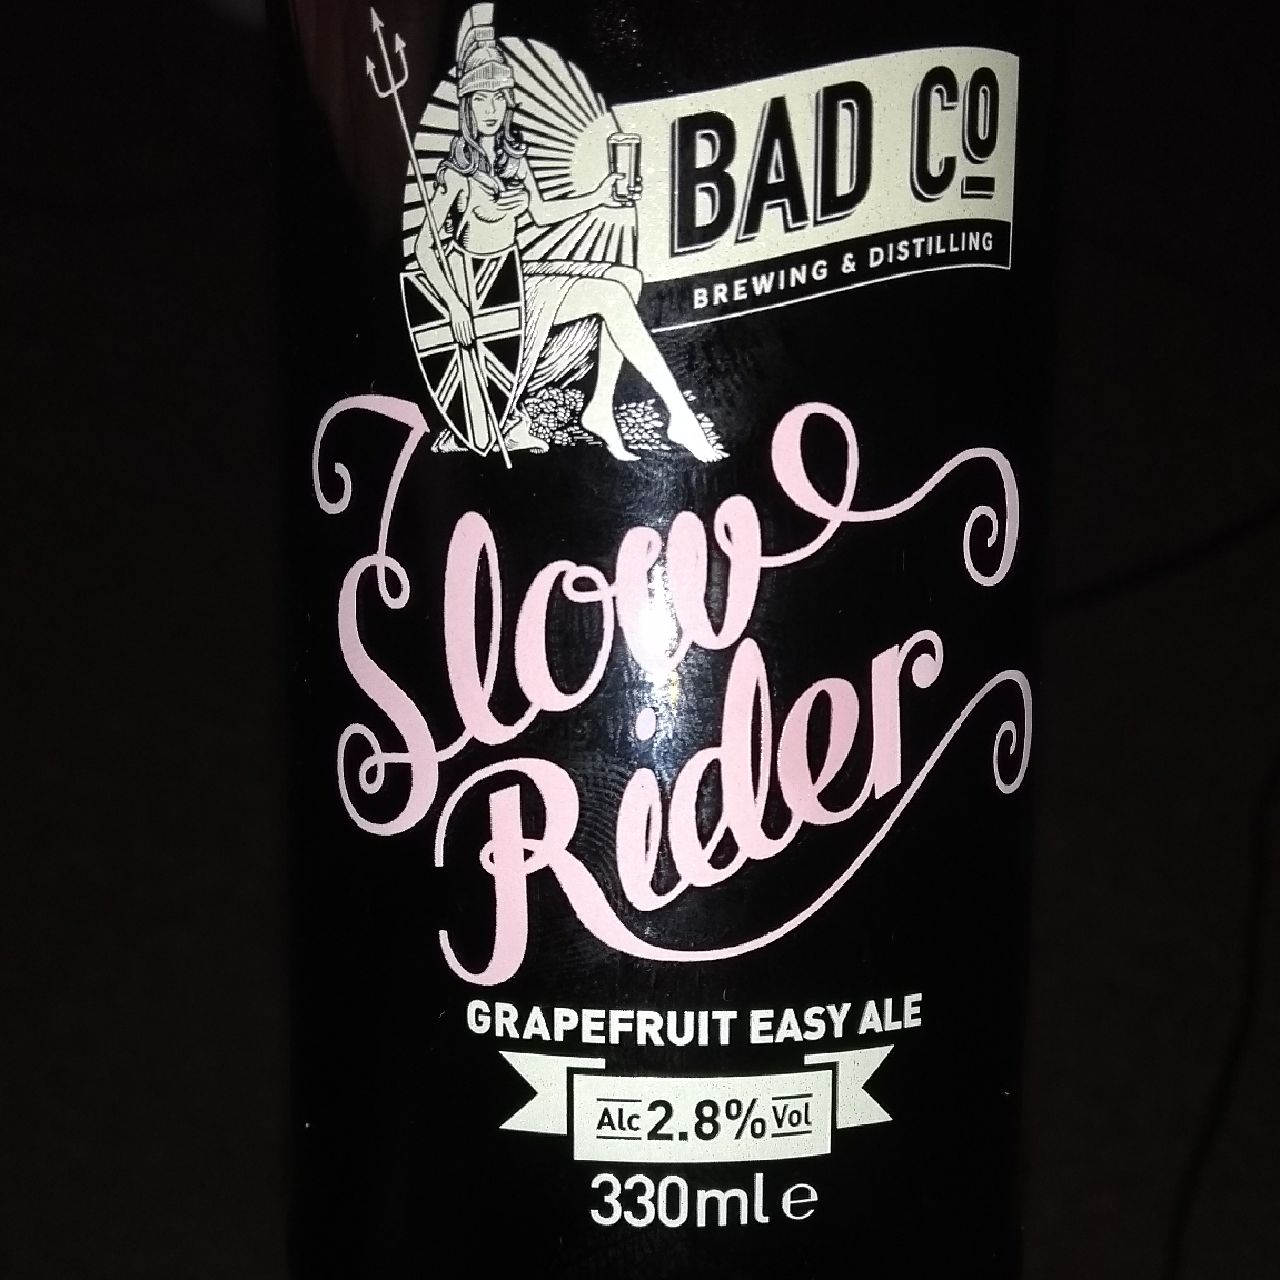 BAD Co
BREWING & DISTILLING
Slow
Rider
GRAPEFRUIT EASY ALE
Alc 2.8% Vol
330ml e